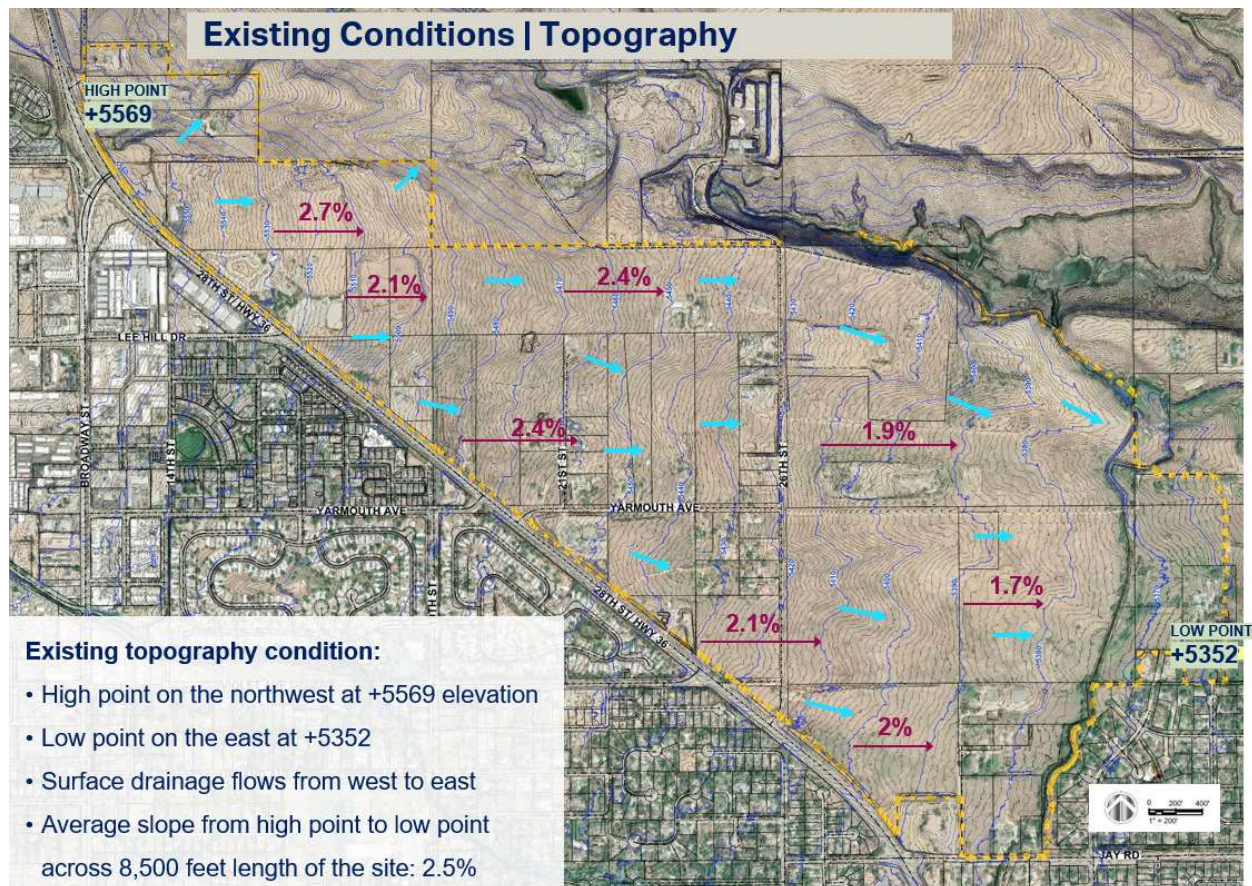 Existing Conditions | Topography
HIGH POINT
+5569
2.7%
2.1%
2.4%
28TH ST/ HWY 36
LEE HILL DR
BROADWAY ST
14TH ST
2.4%
21ST ST
26TH ST
1.9%
YARMOUTH AVE
YARMOUTH AVE
28TH ST/ HWY 36
2.1%
1.7%
LOW POINT
+5352
2%
Existing topography condition:
• High point on the northwest at +5569 elevation
• Low point on the east at +5352
• Surface drainage flows from west to east
• Average slope from high point to low point
across 8,500 feet length of the site: 2.5%
0 200' 400'
1" = 200'
JAY RD